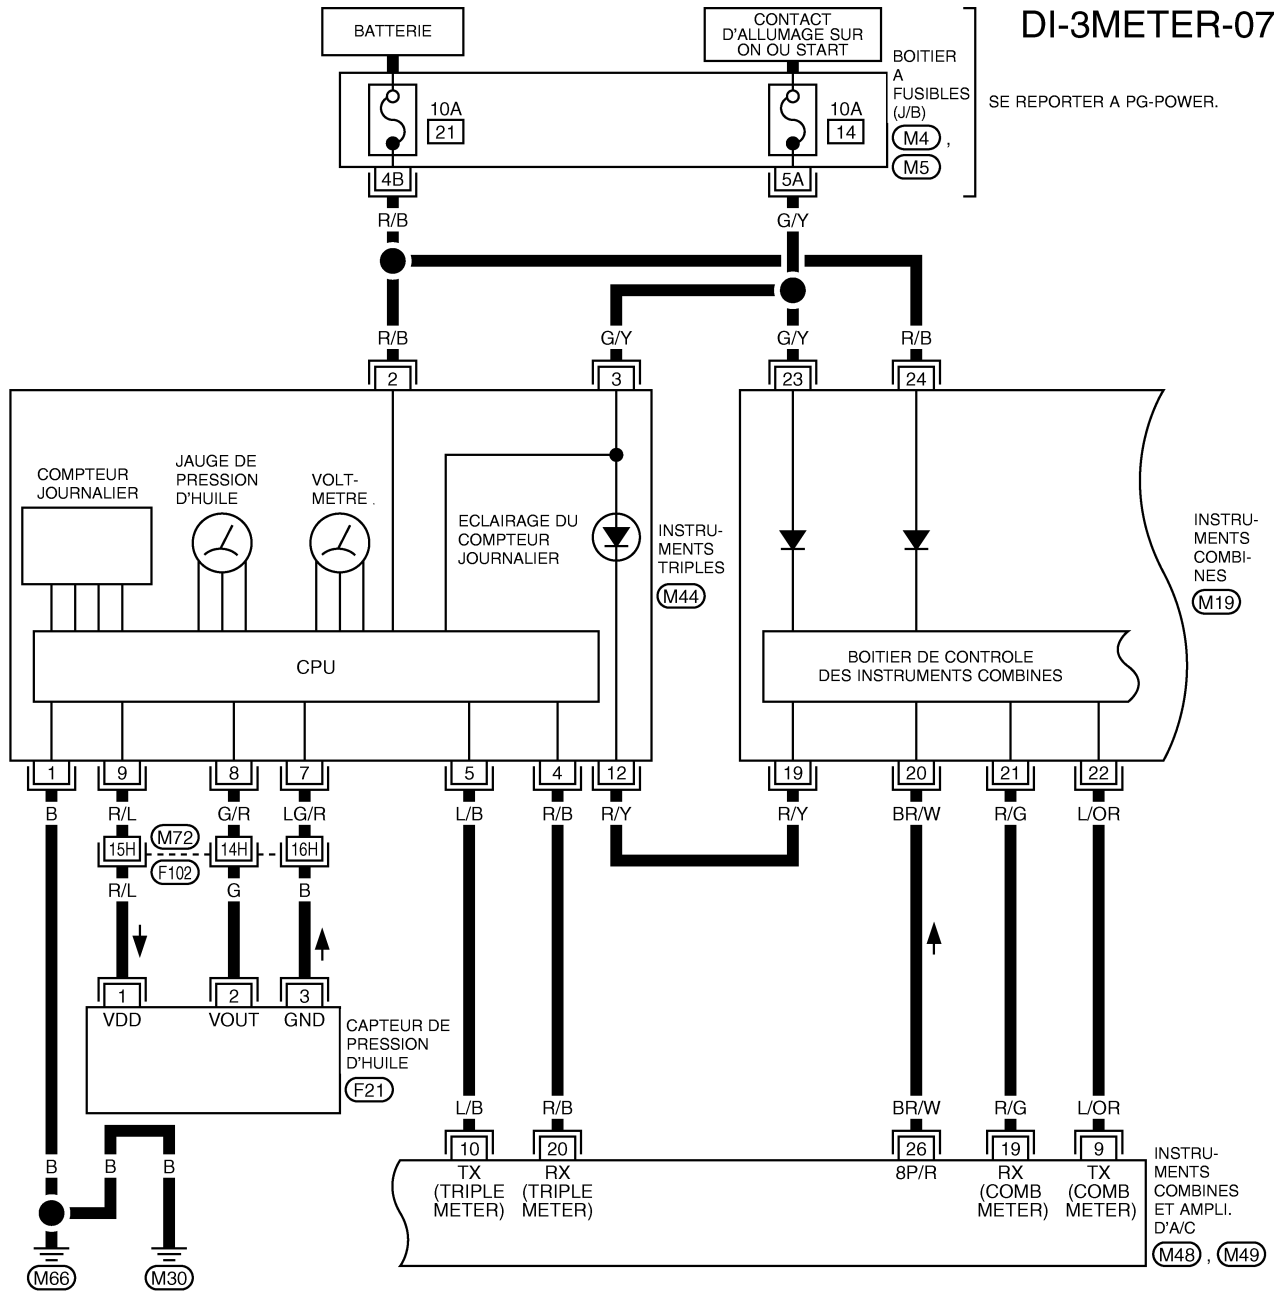 DI-3METER-07
BATTERIE
CONTACT
D'ALLUMAGE SUR
ON OU START
BOITIER
A
FUSIBLES
(J/B)
M4 ,
M5
SE REPORTER A PG-POWER.
10A
21
10A
14
4B
5A
R/B
G/Y
R/B
G/Y
G/Y
R/B
2
3
23
24
COMPTEUR
JOURNALIER
JAUGE DE
PRESSION
D'HUILE
VOLT-
METRE .
ECLAIRAGE DU
COMPTEUR
JOURNALIER
INSTRU-
MENTS
TRIPLES
M44
INSTRU-
MENTS
COMBI-
NES
M19
CPU
BOITIER DE CONTROLE
DES INSTRUMENTS COMBINES
1
9
8
7
5
4
12
19
20
21
22
B
R/L
G/R
LG/R
L/B
R/B
R/Y
R/Y
BR/W
R/G
L/OR
15H
M72
14H
16H
F102
R/L
G
B
1
2
3
VDD
VOUT
GND
CAPTEUR DE
PRESSION
D'HUILE
F21
L/B
R/B
BR/W
R/G
L/OR
10
20
26
19
9
TX
(TRIPLE
METER)
RX
(TRIPLE
METER)
8P/R
RX
(COMB
METER)
TX
(COMB
METER)
INSTRU-
MENTS
COMBINES
ET AMPLI.
D'A/C
M48 , M49
B
B
B
M66
M30